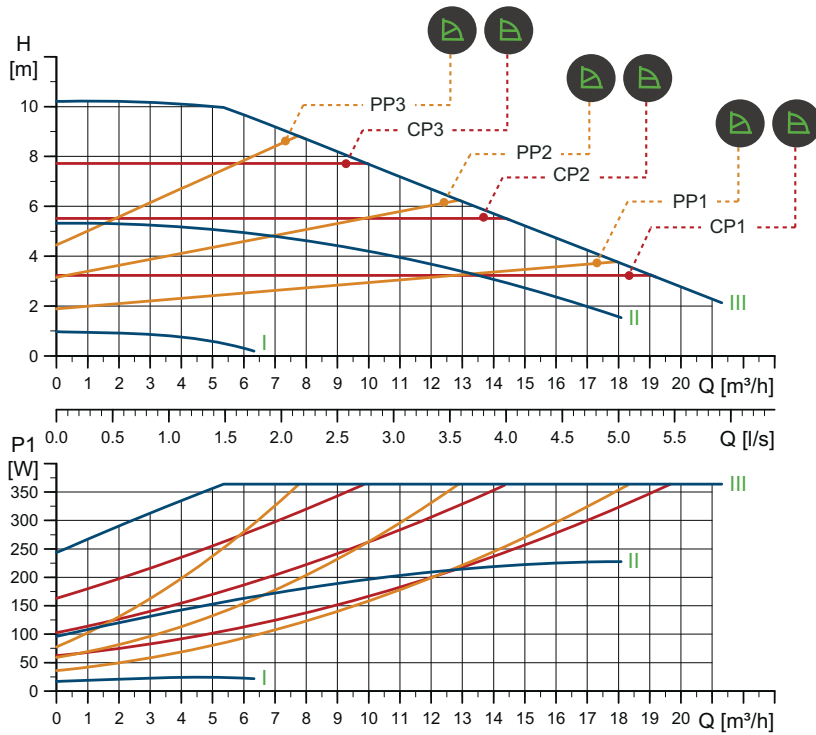 H
[m]
10
8
6
4
2
0
PP3
CP3
PP2
CP2
PP1
CP1
I
II
III
0 1 2 3 4 5 6 7 8 9 10 11 12 13 14 15 16 17 18 19 20 Q [m³/h]
0.0 0.5 1.0 1.5 2.0 2.5 3.0 3.5 4.0 4.5 5.0 5.5 Q [l/s]
P1
[W]
350
300
250
200
150
100
50
0
III
II
I
0 1 2 3 4 5 6 7 8 9 10 11 12 13 14 15 16 17 18 19 20 Q [m³/h]